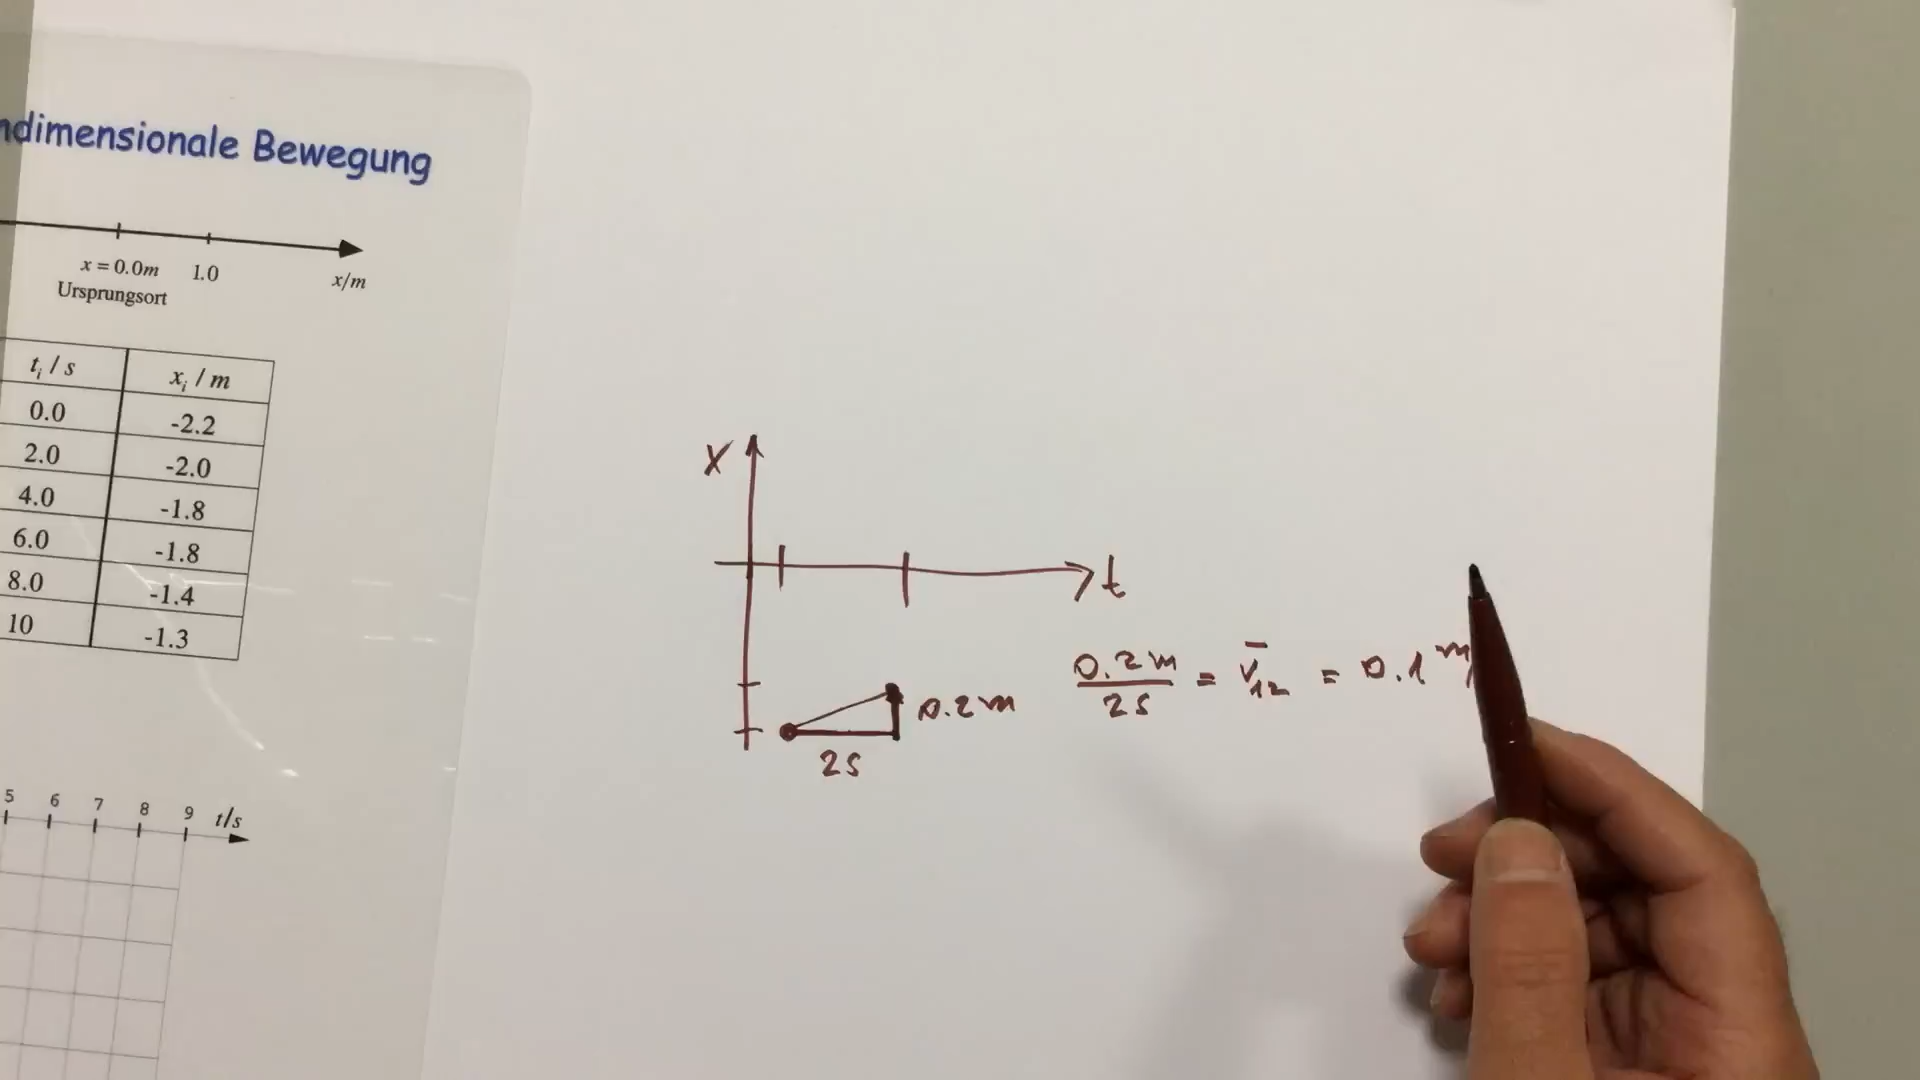 ndimensionale Bewegung
x = 0.0m 1.0 x/m
Ursprungsort
tᵢ / s xᵢ / m
0.0 -2.2
2.0 -2.0
4.0 -1.8
6.0 -1.8
8.0 -1.4
10 -1.3
5 6 7 8 9 t/s
x
t
0.2m
2s
0.2m/2s = v̄₁₂ = 0.1 m/